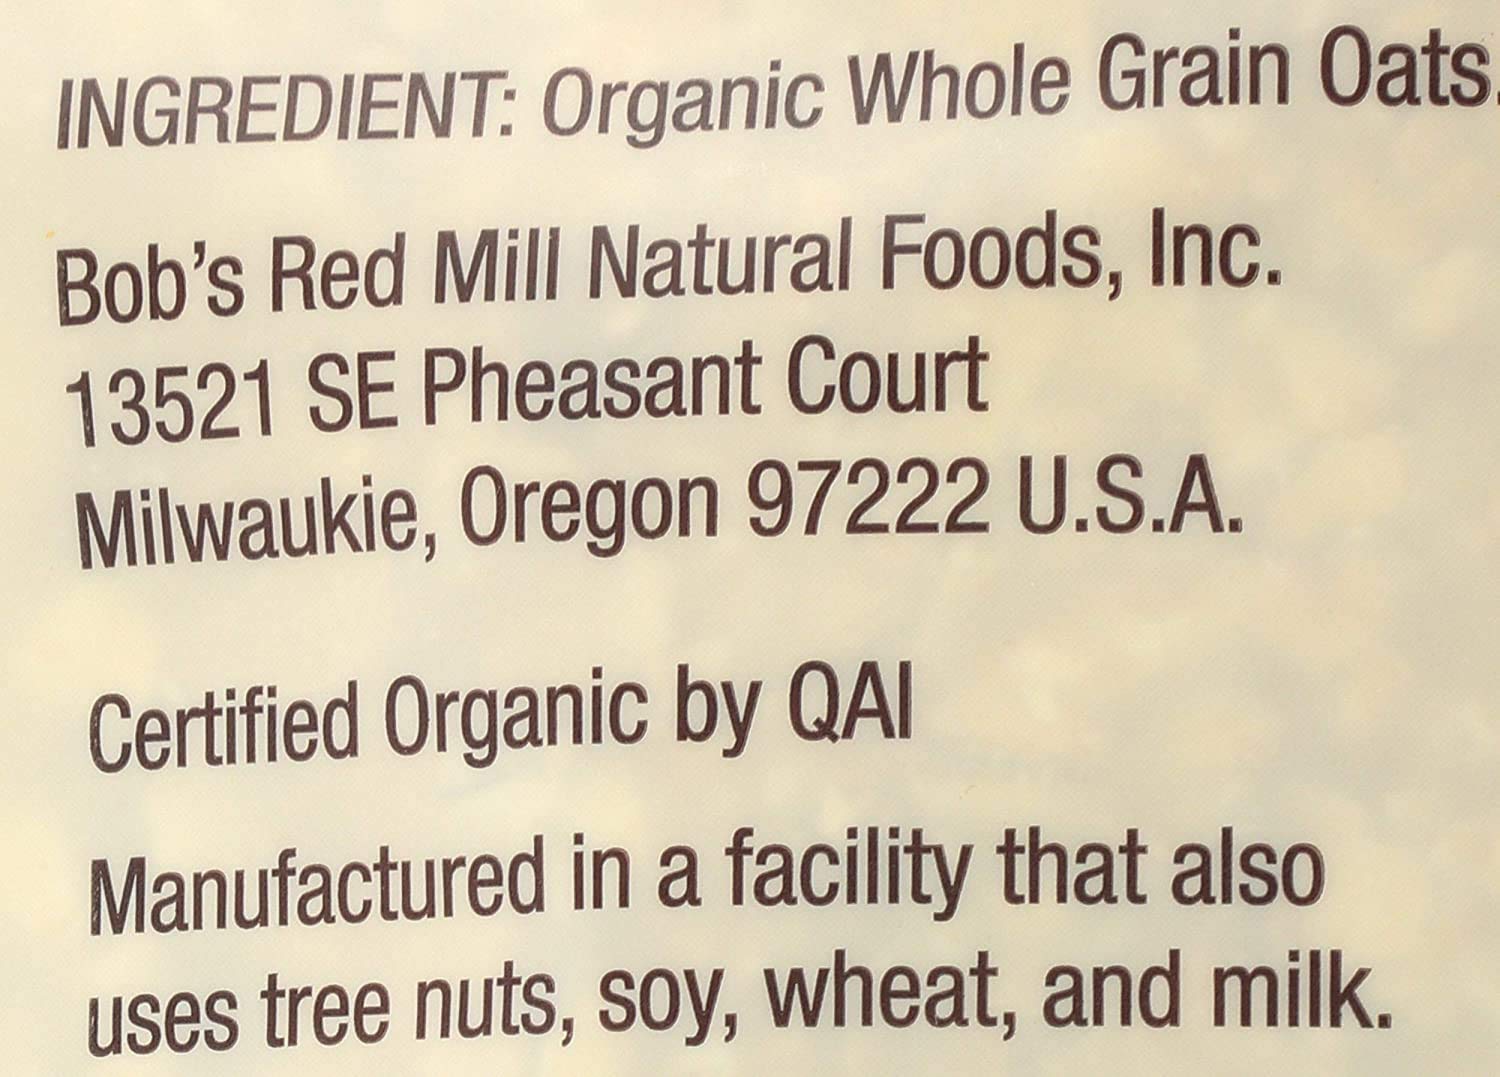 INGREDIENT: Organic Whole Grain Oats.
Bob's Red Mill Natural Foods, Inc.
13521 SE Pheasant Court
Milwaukie, Oregon 97222 U.S.A.
Certified Organic by QAI
Manufactured in a facility that also
uses tree nuts, soy, wheat, and milk.